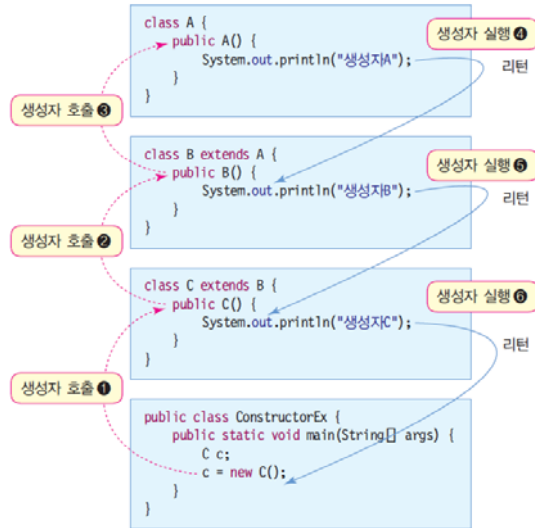 class A {
public A() {
System.out.println("생성자A");
}
}
생성자 실행 ❹
리턴
생성자 호출 ❸
class B extends A {
public B() {
System.out.println("생성자B");
}
}
생성자 실행 ❺
리턴
생성자 호출 ❷
class C extends B {
public C() {
System.out.println("생성자C");
}
}
생성자 실행 ❻
리턴
생성자 호출 ❶
public class ConstructorEx {
public static void main(String[] args) {
C c;
c = new C();
}
}